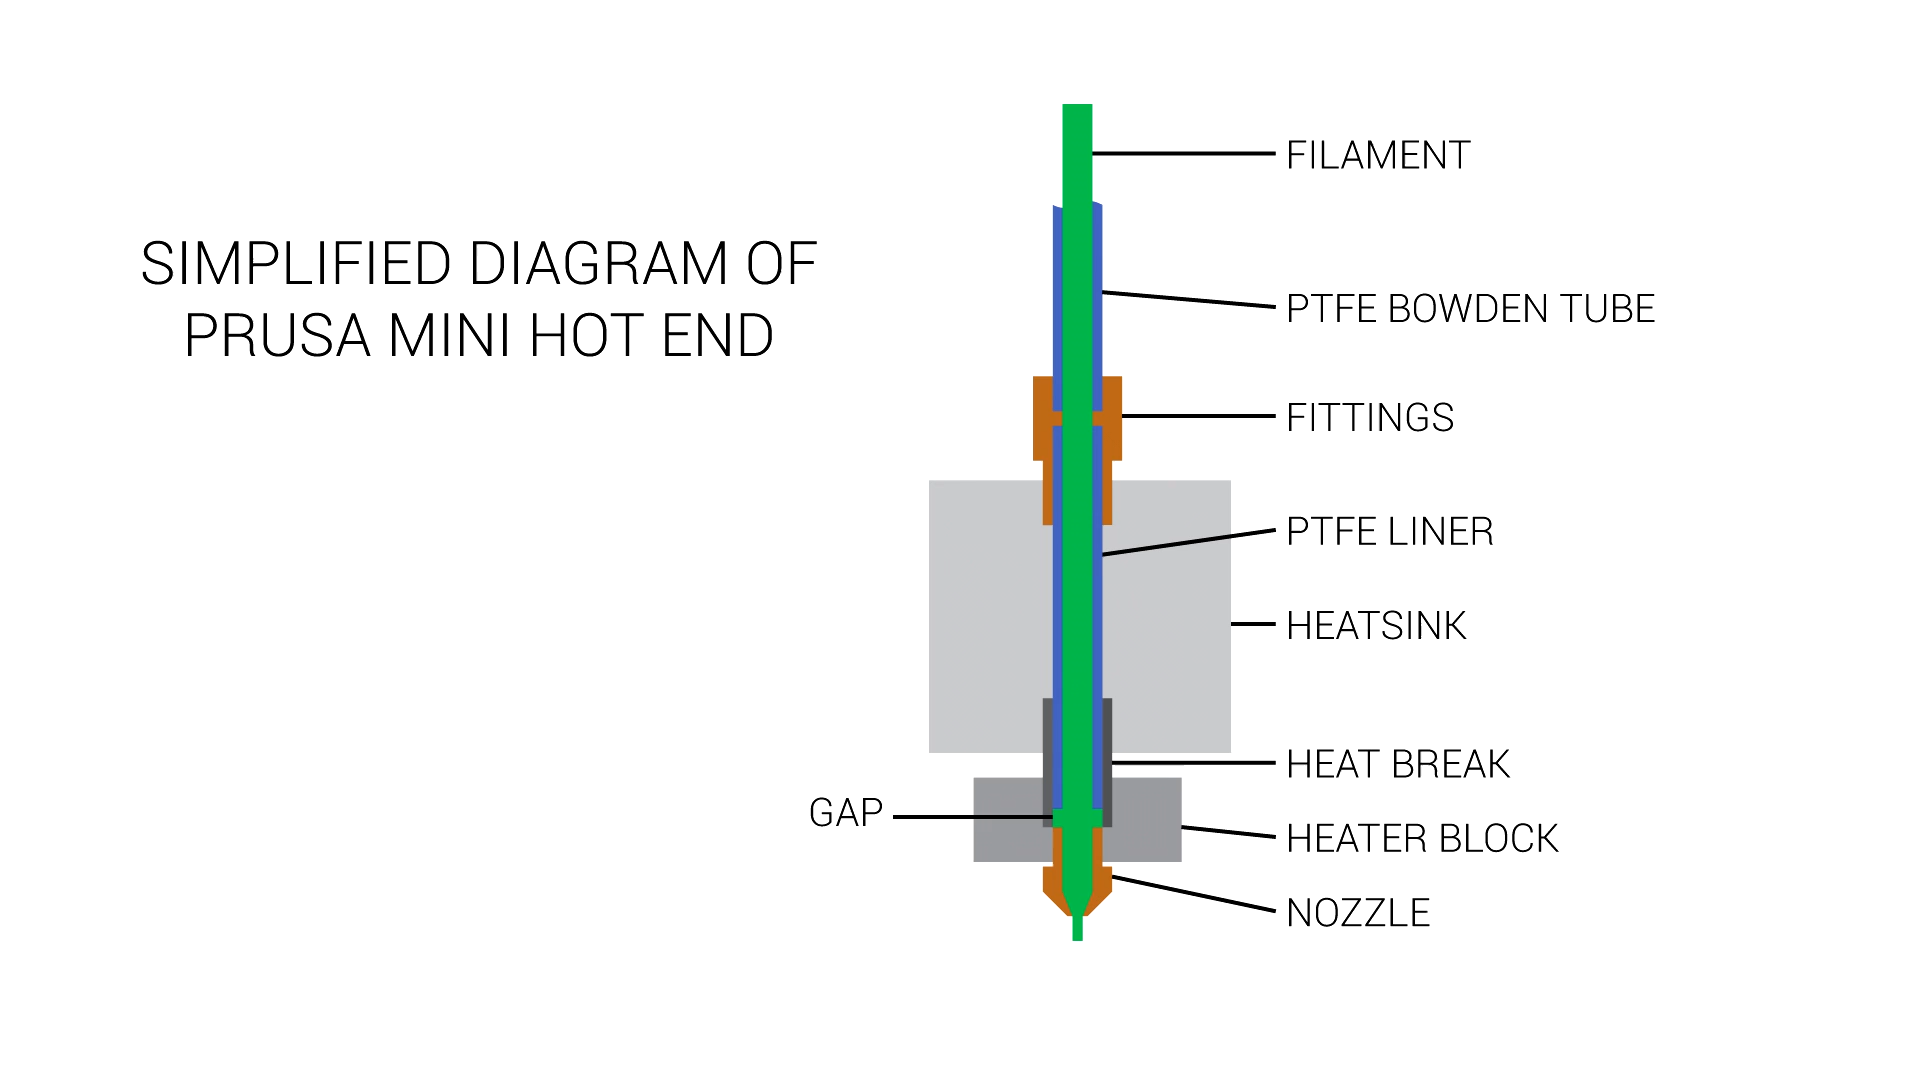 SIMPLIFIED DIAGRAM OF
PRUSA MINI HOT END
FILAMENT
PTFE BOWDEN TUBE
FITTINGS
PTFE LINER
HEATSINK
HEAT BREAK
GAP
HEATER BLOCK
NOZZLE